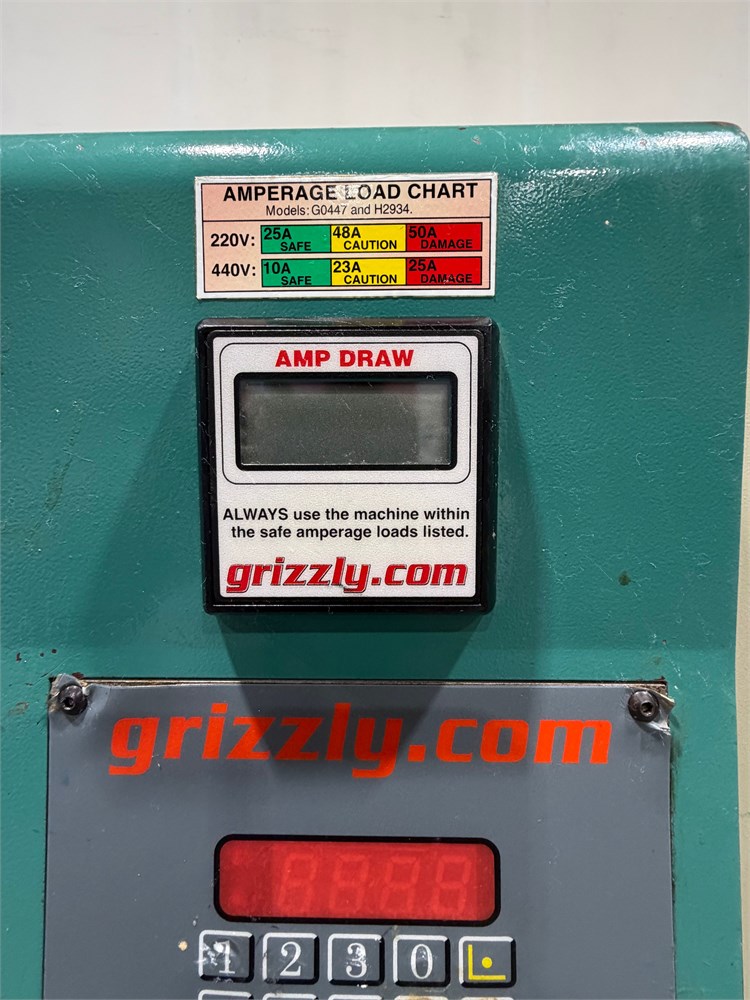 AMPERAGE LOAD CHART
Models: G0447 and H2934.
220V: 25A SAFE 48A CAUTION 50A DAMAGE
440V: 10A SAFE 23A CAUTION 25A DAMAGE
AMP DRAW
ALWAYS use the machine within
the safe amperage loads listed.
grizzly.com
grizzly.com
1 2 3 0